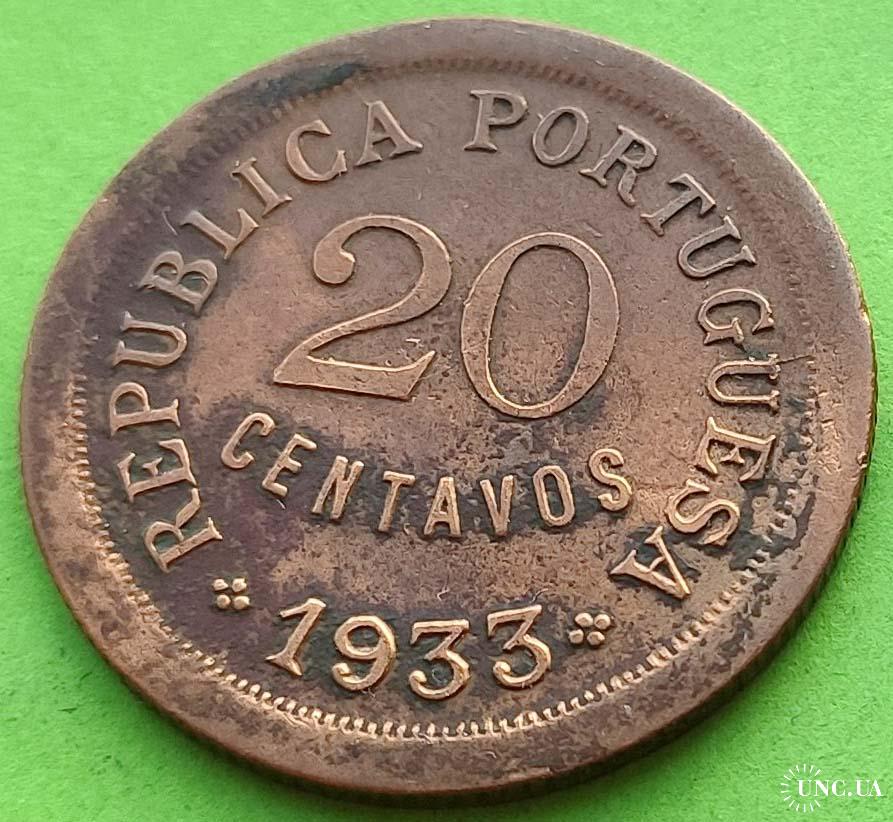 REPUBLICA PORTUGUESA
20
CENTAVOS
1933
UNC.UA